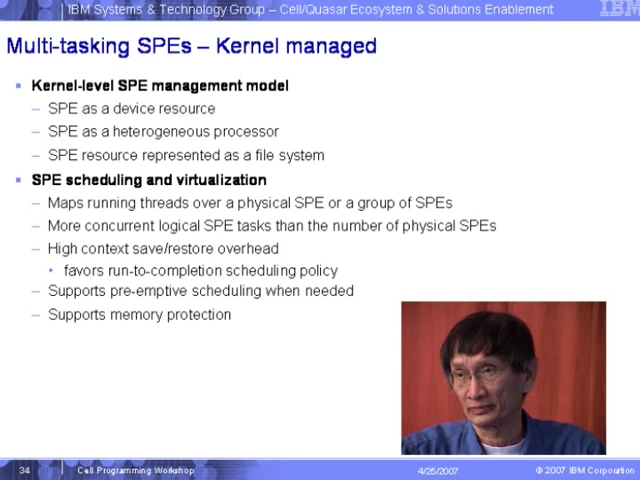 IBM Systems & Technology Group – Cell/Quasar Ecosystem & Solutions Enablement
IBM
Multi-tasking SPEs – Kernel managed
▪ Kernel-level SPE management model
– SPE as a device resource
– SPE as a heterogeneous processor
– SPE resource represented as a file system
▪ SPE scheduling and virtualization
– Maps running threads over a physical SPE or a group of SPEs
– More concurrent logical SPE tasks than the number of physical SPEs
– High context save/restore overhead
• favors run-to-completion scheduling policy
– Supports pre-emptive scheduling when needed
– Supports memory protection
34 Cell Programming Workshop 4/25/2007 © 2007 IBM Corporation